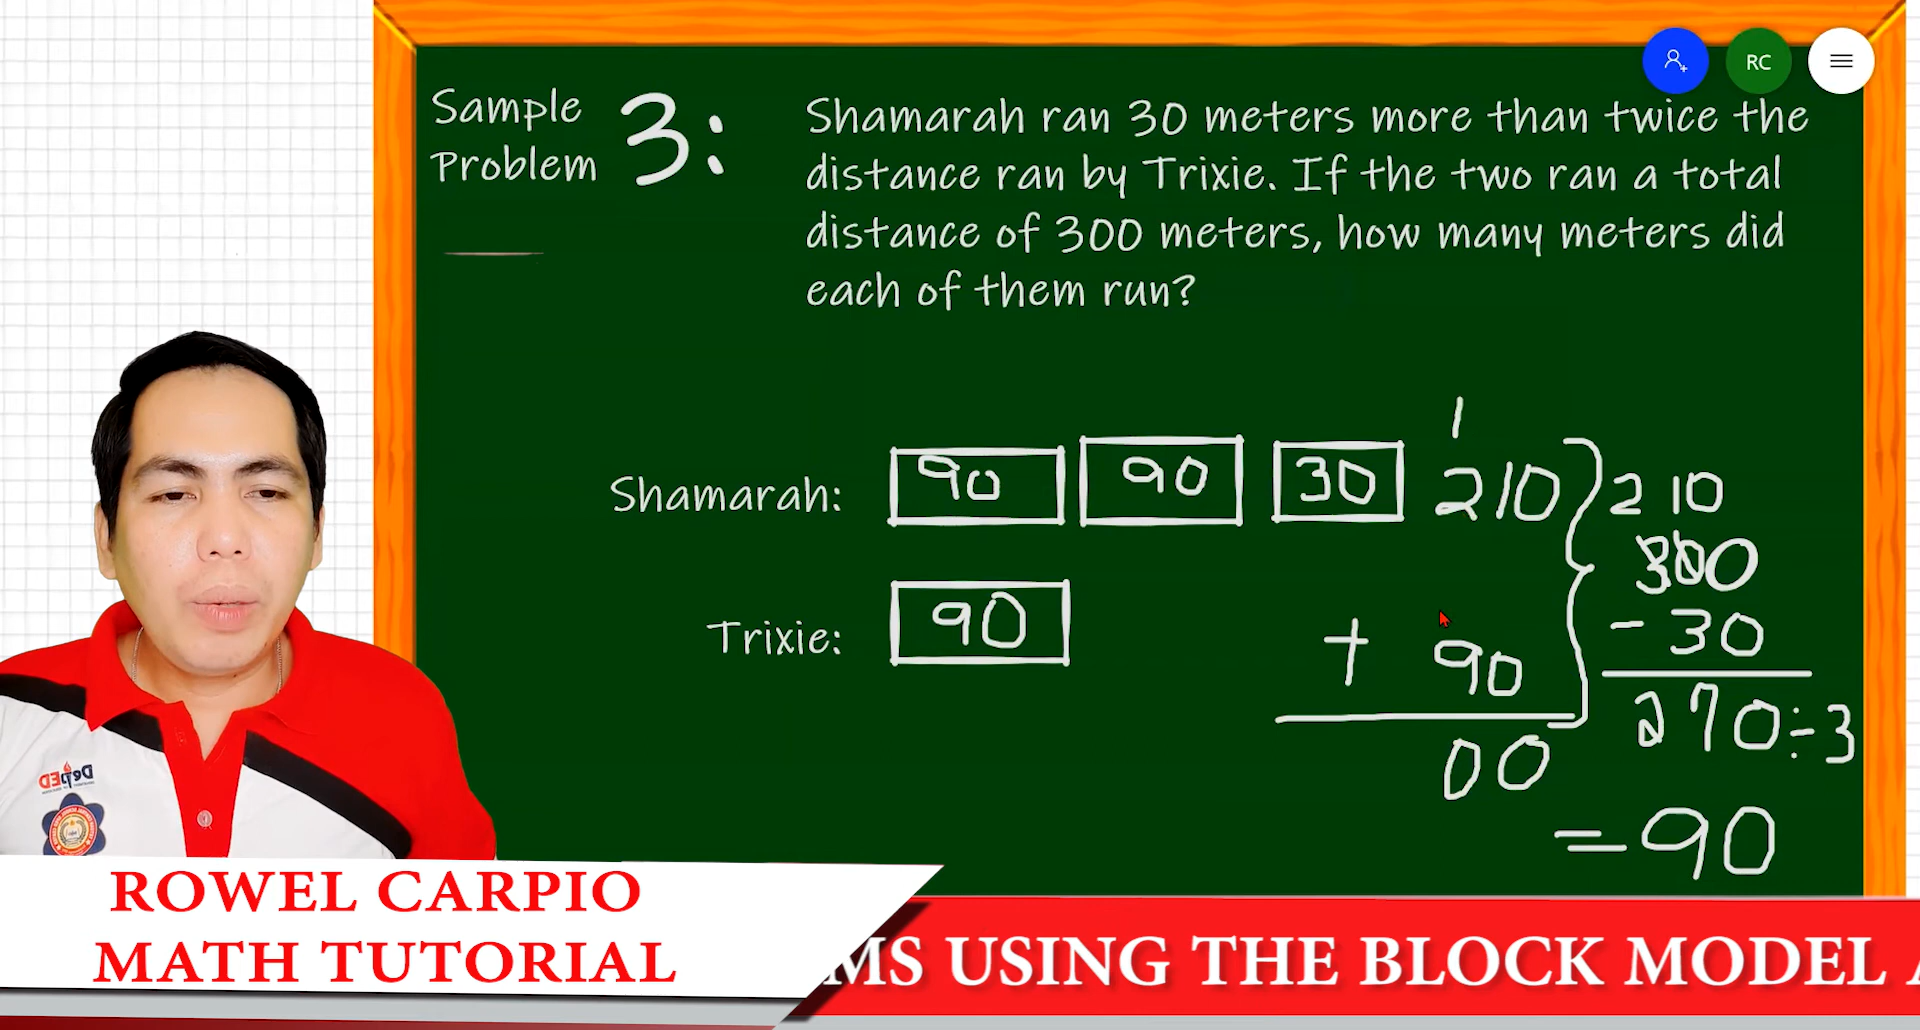 Sample
Problem 3:
Shamarah ran 30 meters more than twice the
distance ran by Trixie. If the two ran a total
distance of 300 meters, how many meters did
each of them run?
RC
1
Shamarah: 90 90 30 210
2 10
300
- 30
270 ÷ 3
= 90
Trixie: 90
+ 90
00
DepED
ROWEL CARPIO
MATH TUTORIAL
MS USING THE BLOCK MODEL A